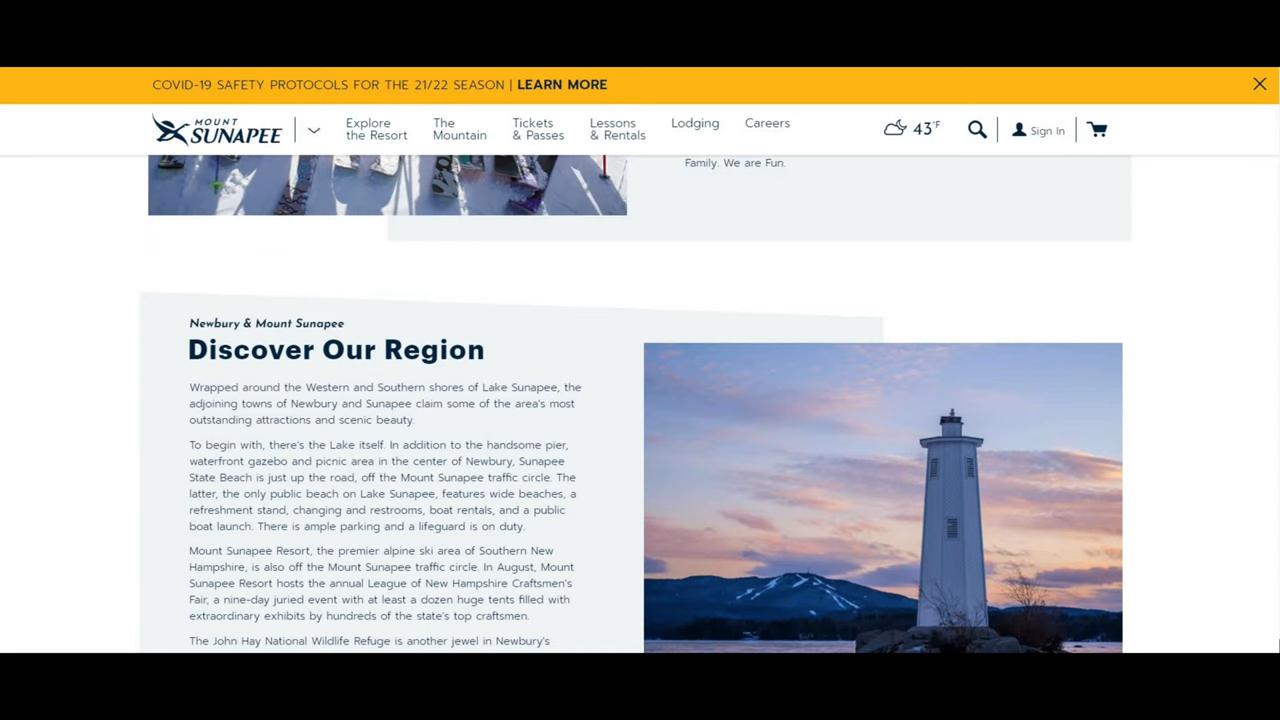 COVID-19 SAFETY PROTOCOLS FOR THE 21/22 SEASON | LEARN MORE
MOUNT
SUNAPEE
Explore
the Resort
The
Mountain
Tickets
& Passes
Lessons
& Rentals
Lodging
Careers
43°F
Sign In
Family. We are Fun.
Newbury & Mount Sunapee
Discover Our Region
Wrapped around the Western and Southern shores of Lake Sunapee, the
adjoining towns of Newbury and Sunapee claim some of the area's most
outstanding attractions and scenic beauty.
To begin with, there's the Lake itself. In addition to the handsome pier,
waterfront gazebo and picnic area in the center of Newbury, Sunapee
State Beach is just up the road, off the Mount Sunapee traffic circle. The
latter, the only public beach on Lake Sunapee, features wide beaches, a
refreshment stand, changing and restrooms, boat rentals, and a public
boat launch. There is ample parking and a lifeguard is on duty.
Mount Sunapee Resort, the premier alpine ski area of Southern New
Hampshire, is also off the Mount Sunapee traffic circle. In August, Mount
Sunapee Resort hosts the annual League of New Hampshire Craftsmen's
Fair, a nine-day juried event with at least a dozen huge tents filled with
extraordinary exhibits by hundreds of the state's top craftsmen.
The John Hay National Wildlife Refuge is another jewel in Newbury's